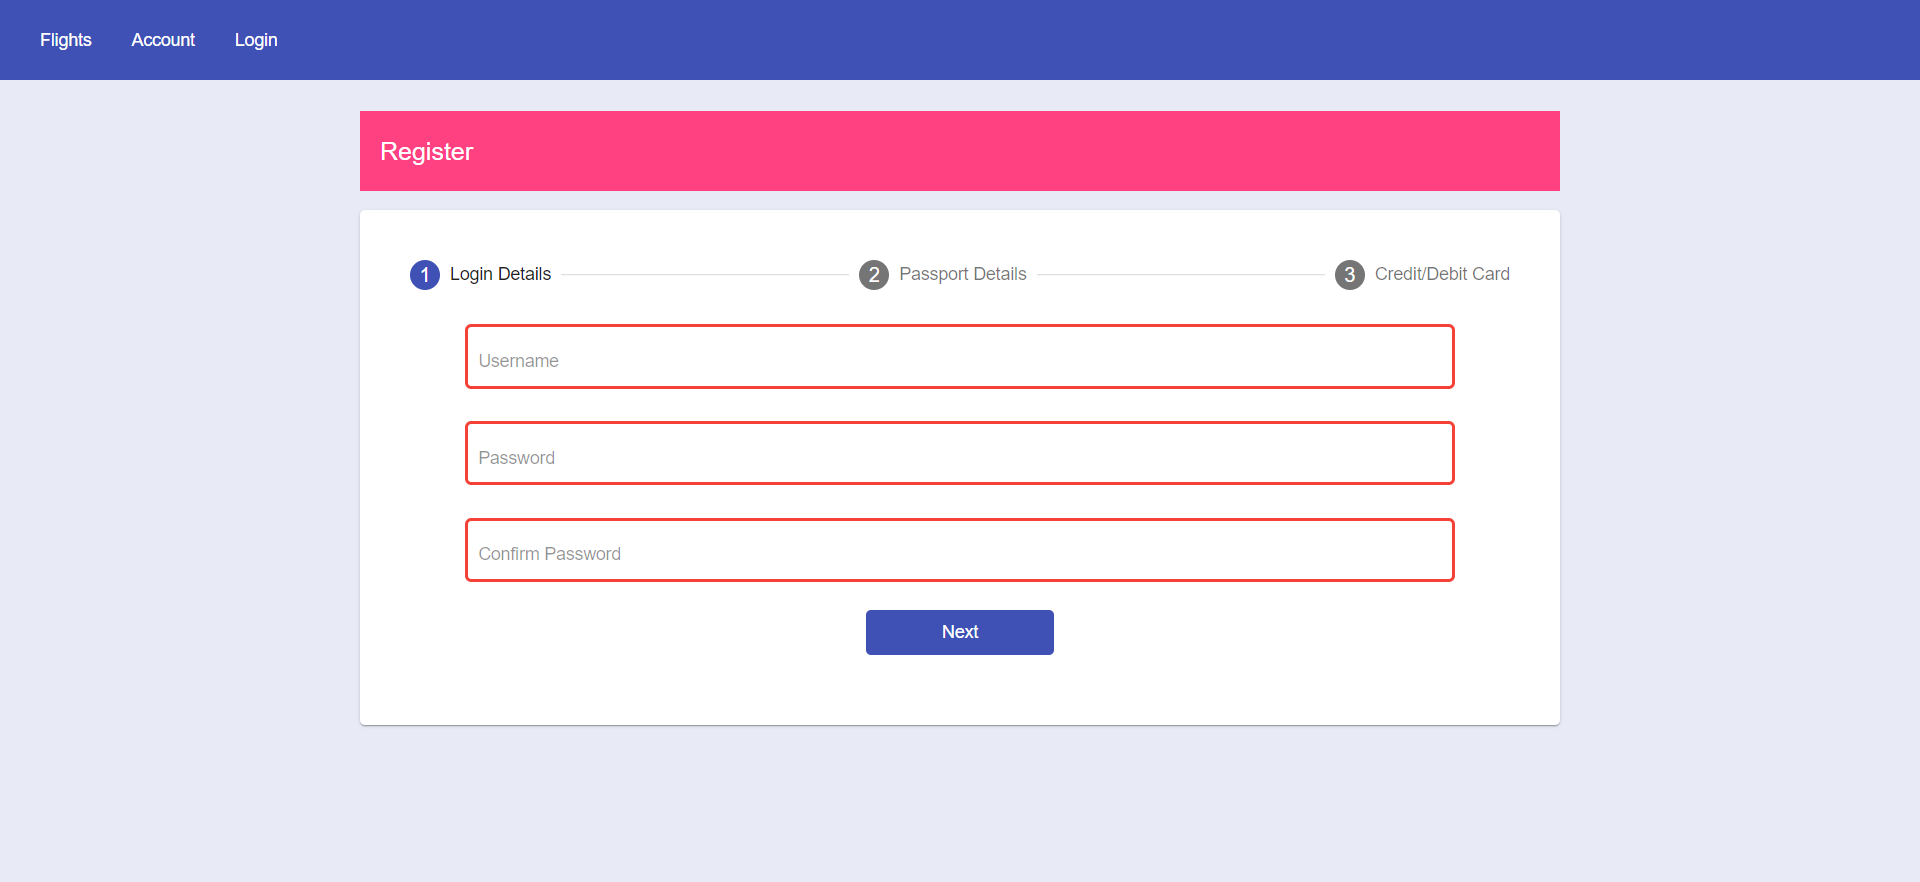 Flights Account Login
Register
1 Login Details 2 Passport Details 3 Credit/Debit Card
Username
Password
Confirm Password
Next